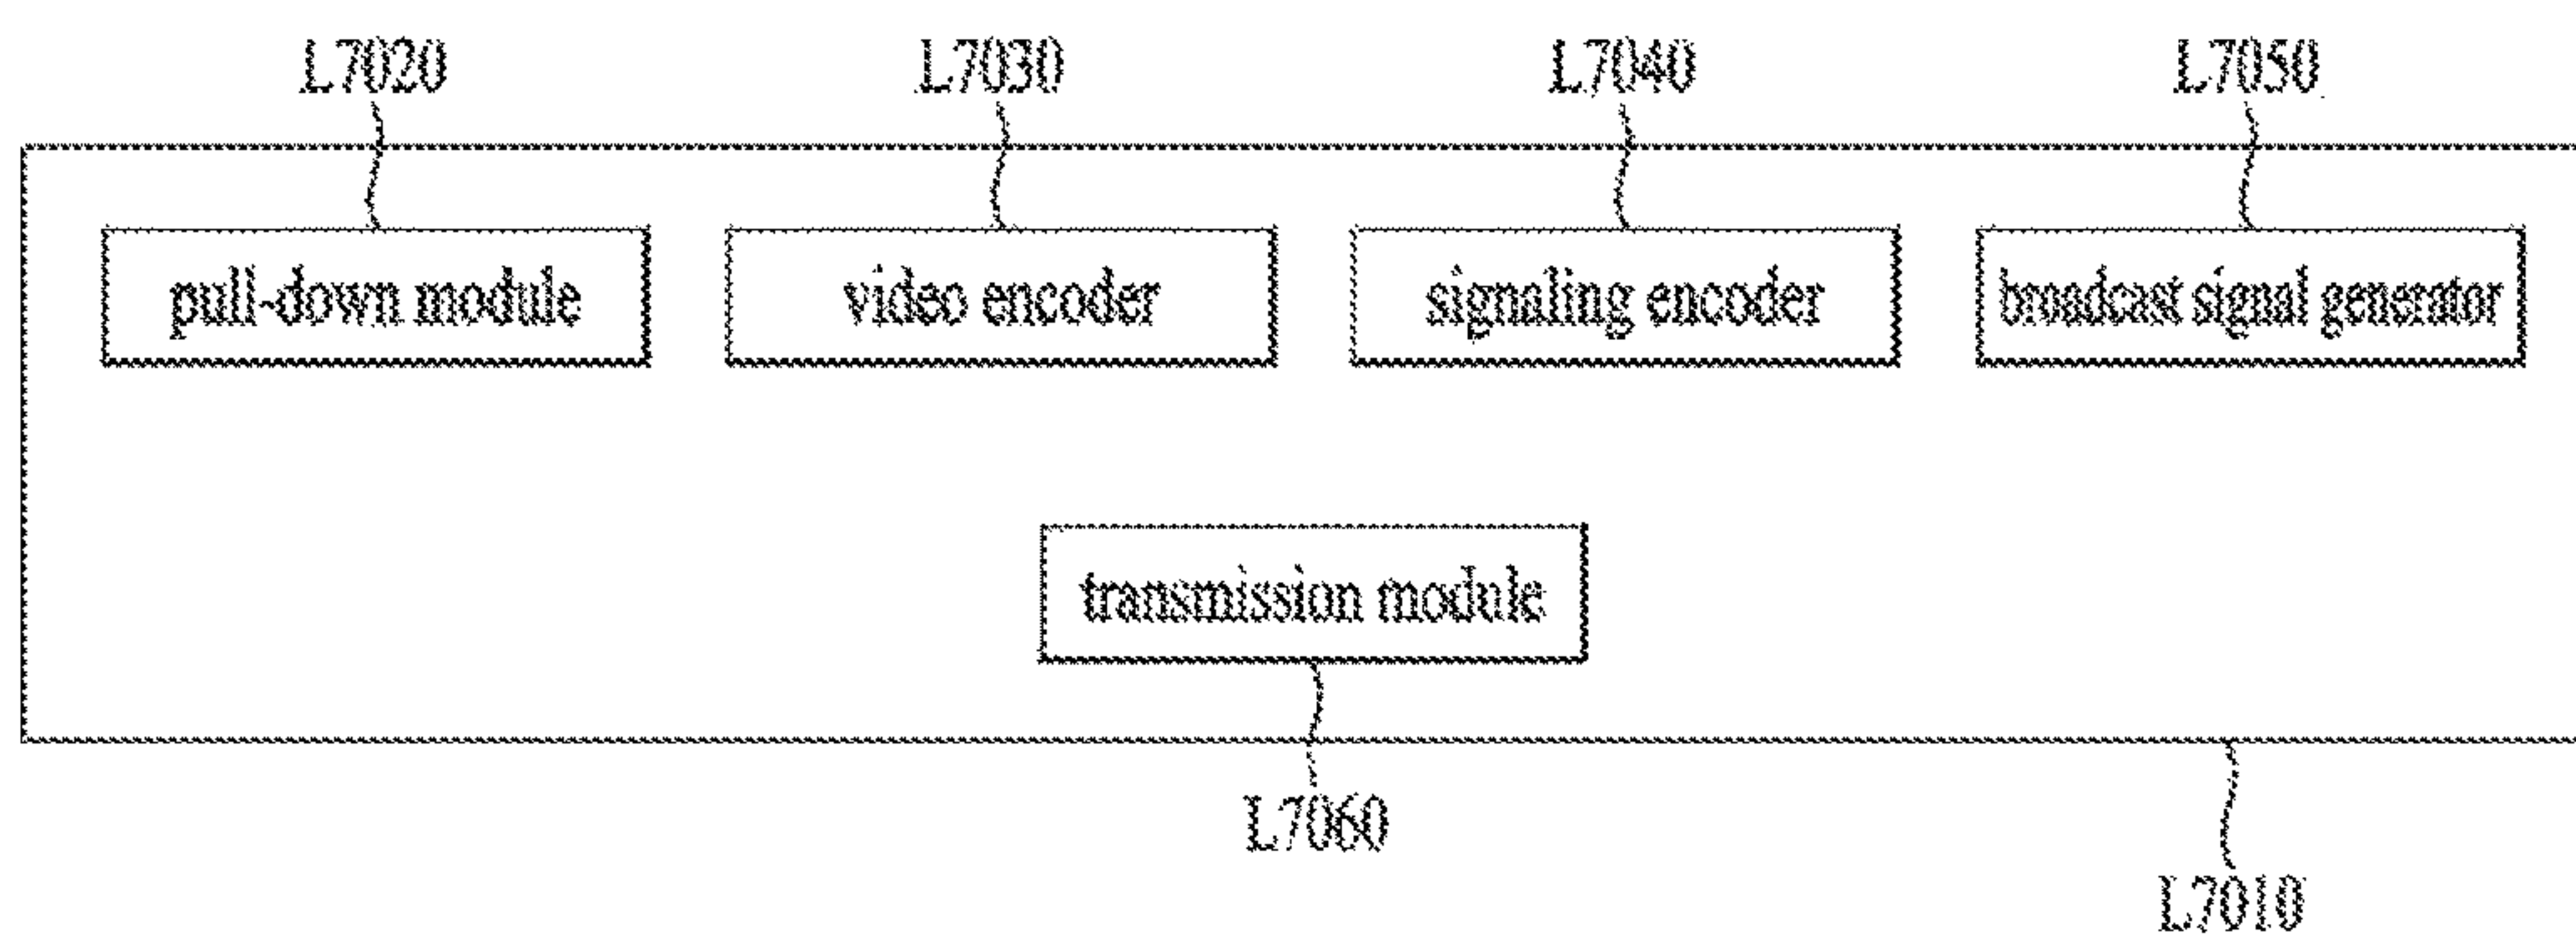 L7020 L7030 L7040 L7050
pull-down module video encoder signaling encoder broadcast signal generator
transmission module
L7060
L7010